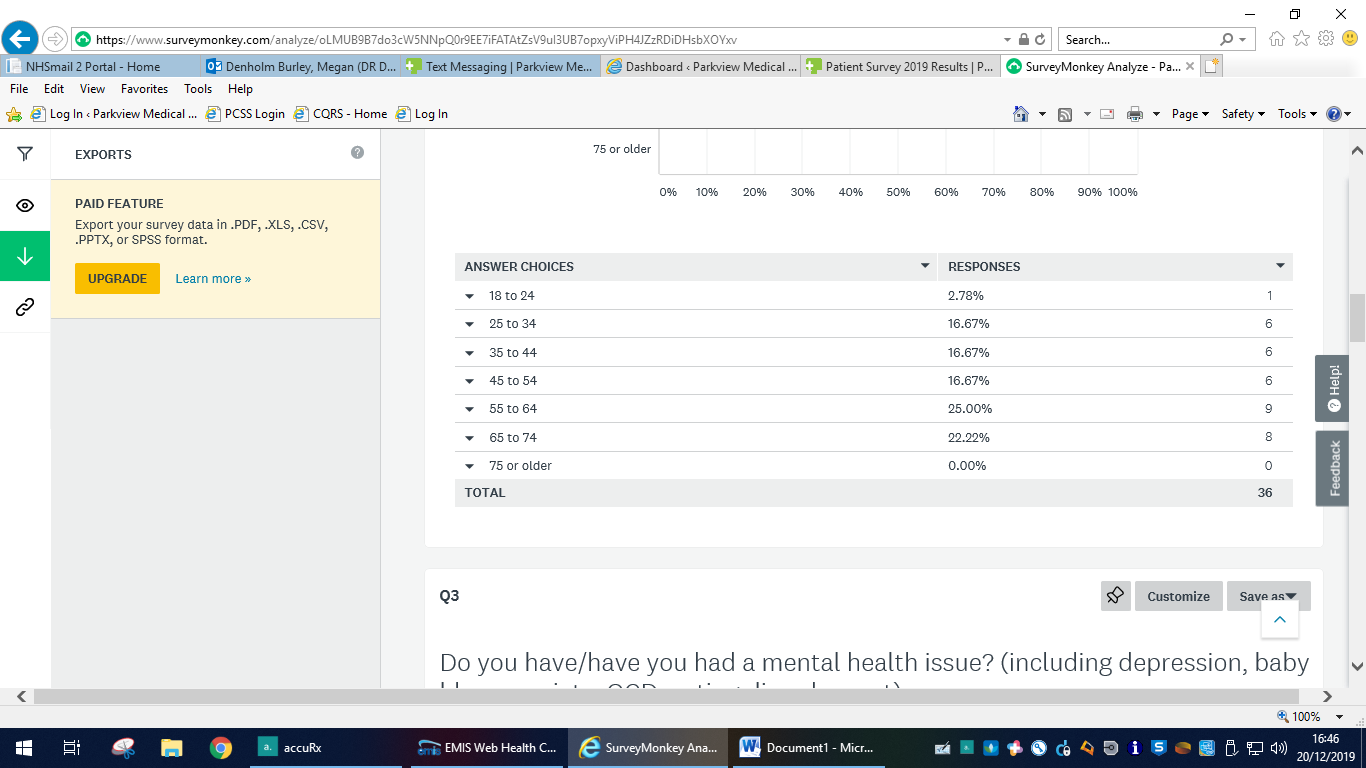 https://www.surveymonkey.com/analyze/oLMUB9B7do3cW5NNpQ0r9EE7iFATAtZsV9ul3UB7opxyViPH4JZzRDiDHsbXOYxv
Search...
NHSmail 2 Portal - Home
Denholm Burley, Megan (DR D...
Text Messaging | Parkview Me...
Dashboard ‹ Parkview Medical ...
Patient Survey 2019 Results | P...
SurveyMonkey Analyze - Pa...
File Edit View Favorites Tools Help
Log In ‹ Parkview Medical ...
PCSS Login
CQRS - Home
Log In
Page
Safety
Tools
EXPORTS
PAID FEATURE
Export your survey data in .PDF, .XLS, .CSV,
.PPTX, or SPSS format.
UPGRADE
Learn more »
75 or older
0% 10% 20% 30% 40% 50% 60% 70% 80% 90% 100%
ANSWER CHOICES RESPONSES
18 to 24 2.78% 1
25 to 34 16.67% 6
35 to 44 16.67% 6
45 to 54 16.67% 6
55 to 64 25.00% 9
65 to 74 22.22% 8
75 or older 0.00% 0
TOTAL 36
Help!
Feedback
Q3
Customize
Save as
Do you have/have you had a mental health issue? (including depression, baby
100%
accuRx
EMIS Web Health C...
SurveyMonkey Ana...
Document1 - Micr...
16:46
20/12/2019